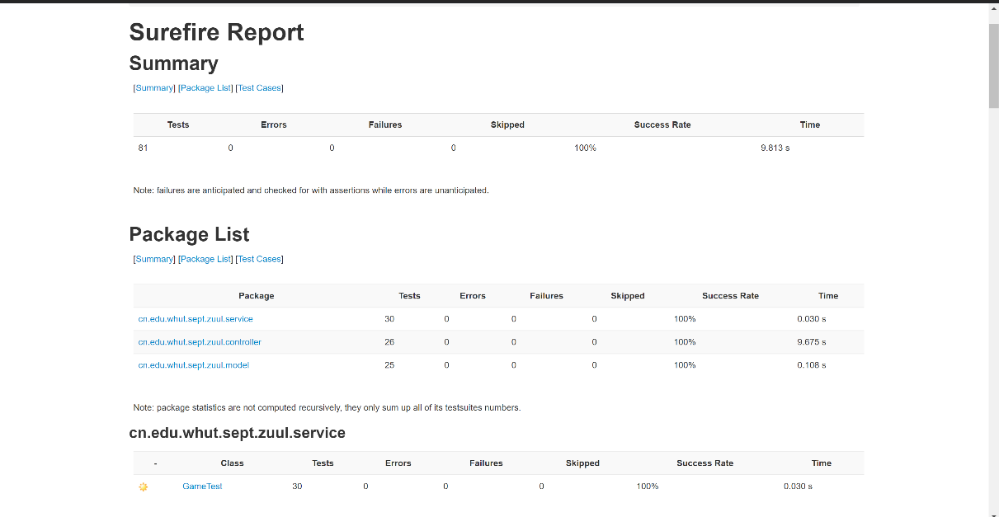 Surefire Report
Summary
[Summary] [Package List] [Test Cases]
Tests Errors Failures Skipped Success Rate Time
81 0 0 0 100% 9.813 s
Note: failures are anticipated and checked for with assertions while errors are unanticipated.
Package List
[Summary] [Package List] [Test Cases]
Package Tests Errors Failures Skipped Success Rate Time
cn.edu.whut.sept.zuul.service 30 0 0 0 100% 0.030 s
cn.edu.whut.sept.zuul.controller 26 0 0 0 100% 9.675 s
cn.edu.whut.sept.zuul.model 25 0 0 0 100% 0.108 s
Note: package statistics are not computed recursively, they only sum up all of its testsuites numbers.
cn.edu.whut.sept.zuul.service
- Class Tests Errors Failures Skipped Success Rate Time
GameTest 30 0 0 0 100% 0.030 s